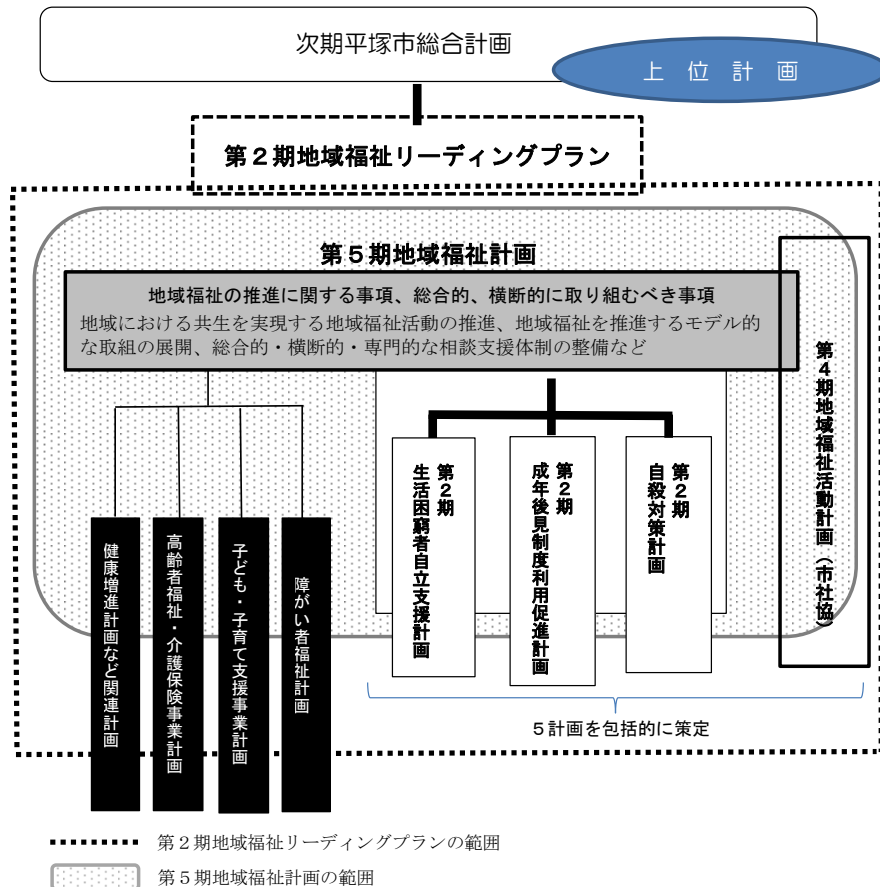 次期平塚市総合計画
上位計画
第２期地域福祉リーディングプラン
第５期地域福祉計画
地域福祉の推進に関する事項、総合的、横断的に取り組むべき事項
地域における共生を実現する地域福祉活動の推進、地域福祉を推進するモデル的
な取組の展開、総合的・横断的・専門的な相談支援体制の整備など
第４期地域福祉活動計画（市社協）
第２期
自殺対策計画
第２期
成年後見制度利用促進計画
第２期
生活困窮者自立支援計画
障がい者福祉計画
子ども・子育て支援事業計画
高齢者福祉・介護保険事業計画
健康増進計画など関連計画
５計画を包括的に策定
第２期地域福祉リーディングプランの範囲
第５期地域福祉計画の範囲